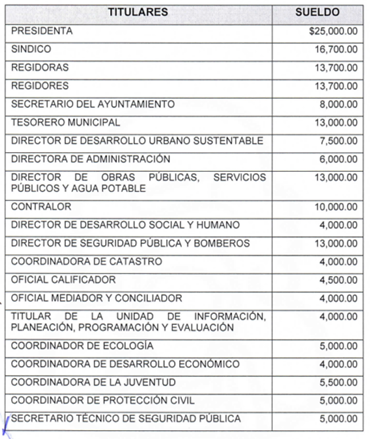 TITULARES SUELDO
PRESIDENTA $25,000.00
SINDICO 16,700.00
REGIDORAS 13,700.00
REGIDORES 13,700.00
SECRETARIO DEL AYUNTAMIENTO 8,000.00
TESORERO MUNICIPAL 13,000.00
DIRECTOR DE DESARROLLO URBANO SUSTENTABLE 7,500.00
DIRECTORA DE ADMINISTRACIÓN 6,000.00
DIRECTOR DE OBRAS PÚBLICAS, SERVICIOS 13,000.00
PÚBLICOS Y AGUA POTABLE
CONTRALOR 10,000.00
DIRECTOR DE DESARROLLO SOCIAL Y HUMANO 4,000.00
DIRECTOR DE SEGURIDAD PÚBLICA Y BOMBEROS 13,000.00
COORDINADORA DE CATASTRO 4,000.00
OFICIAL CALIFICADOR 4,500.00
OFICIAL MEDIADOR Y CONCILIADOR 4,000.00
TITULAR DE LA UNIDAD DE INFORMACIÓN, 4,000.00
PLANEACIÓN, PROGRAMACIÓN Y EVALUACIÓN
COORDINADOR DE ECOLOGÍA 5,000.00
COORDINADORA DE DESARROLLO ECONÓMICO 4,000.00
COORDINADORA DE LA JUVENTUD 5,500.00
COORDINADOR DE PROTECCIÓN CIVIL 5,000.00
SECRETARIO TÉCNICO DE SEGURIDAD PÚBLICA 5,000.00